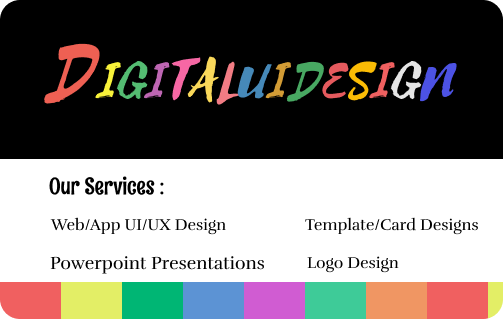 DIGITALUIDESIGN
Our Services :
Web/App UI/UX Design
Template/Card Designs
Powerpoint Presentations
Logo Design